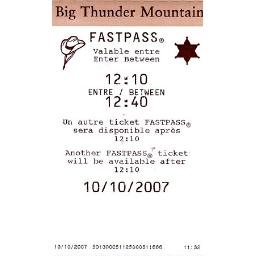 Big Thunder Mountain
FASTPASS®
Valable entre
Enter Between
12:10
ENTRE / BETWEEN
12:40
Un autre ticket FASTPASS®
sera disponible après
12:10
Another FASTPASS® ticket
will be available after
12:10
10/10/2007
10/10/2007